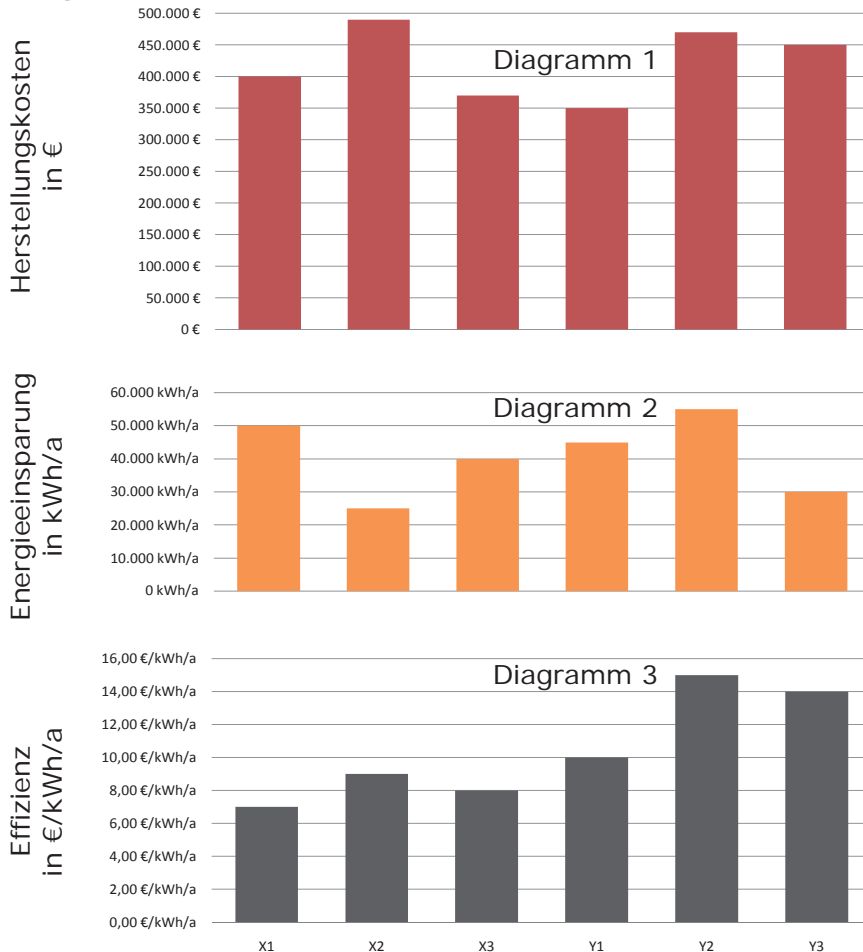 Herstellungskosten
in €
500.000 €
450.000 €
400.000 €
350.000 €
300.000 €
250.000 €
200.000 €
150.000 €
100.000 €
50.000 €
0 €
Diagramm 1
Energieeinsparung
in kWh/a
60.000 kWh/a
50.000 kWh/a
40.000 kWh/a
30.000 kWh/a
20.000 kWh/a
10.000 kWh/a
0 kWh/a
Diagramm 2
Effizienz
in €/kWh/a
16,00 €/kWh/a
14,00 €/kWh/a
12,00 €/kWh/a
10,00 €/kWh/a
8,00 €/kWh/a
6,00 €/kWh/a
4,00 €/kWh/a
2,00 €/kWh/a
0,00 €/kWh/a
Diagramm 3
X1 X2 X3 Y1 Y2 Y3